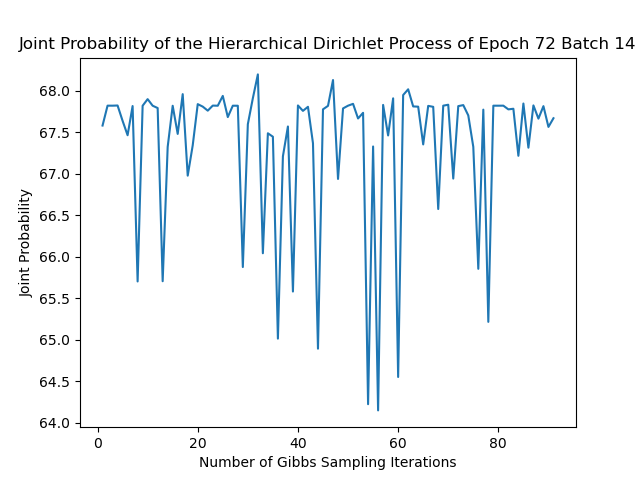 Joint Probability of the Hierarchical Dirichlet Process of Epoch 72 Batch 14
68.0
67.5
67.0
66.5
66.0
65.5
65.0
64.5
64.0
Joint Probability
0 20 40 60 80
Number of Gibbs Sampling Iterations